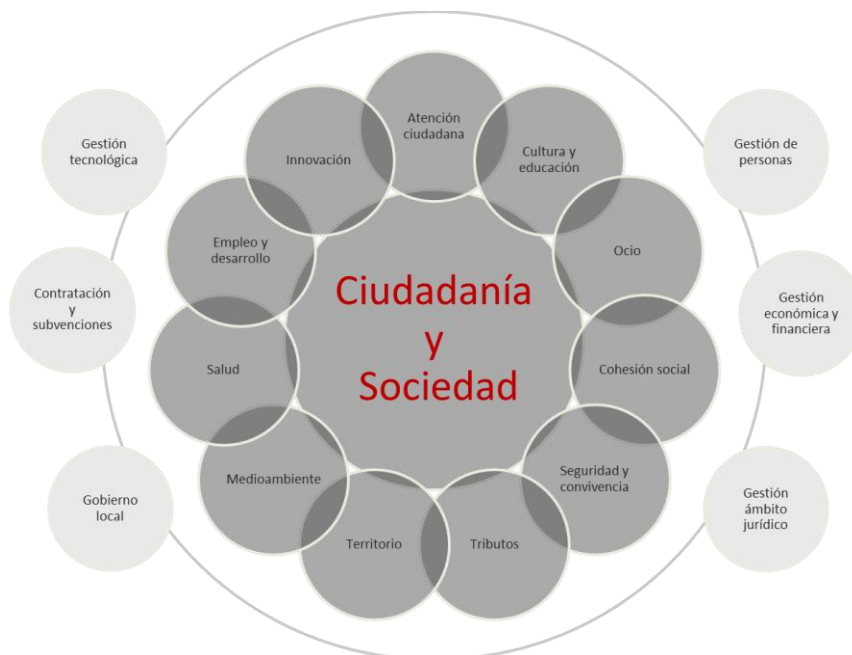 Atención
ciudadana
Cultura y
educación
Ocio
Cohesión social
Seguridad y
convivencia
Tributos
Territorio
Medioambiente
Salud
Empleo y
desarrollo
Innovación
Ciudadanía
y
Sociedad
Gestión
tecnológica
Contratación
y
subvenciones
Gobierno
local
Gestión de
personas
Gestión
económica y
financiera
Gestión
ámbito
jurídico